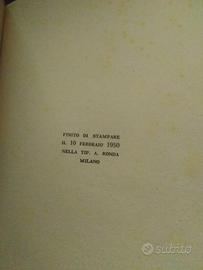 FINITO DI STAMPARE
IL 10 FEBBRAIO 1950
NELLA TIP. A. RONDA
MILANO
subito